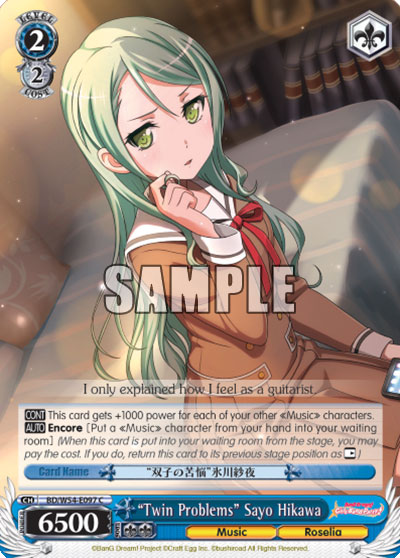 LEVEL
2
2
COST
SAMPLE
I only explained how I feel as a guitarist.
CONT This card gets +1000 power for each of your other «Music» characters.
AUTO Encore [Put a «Music» character from your hand into your waiting
room] (When this card is put into your waiting room from the stage, you may
pay the cost. If you do, return this card to its previous stage position as
Card Name “双子の苦悩”氷川紗夜
CH BD/W54-E097 C
POWER 6500 “Twin Problems” Sayo Hikawa
Music Roselia
©BanG Dream! Project ©Craft Egg Inc. ©bushiroad All Rights Reserved.